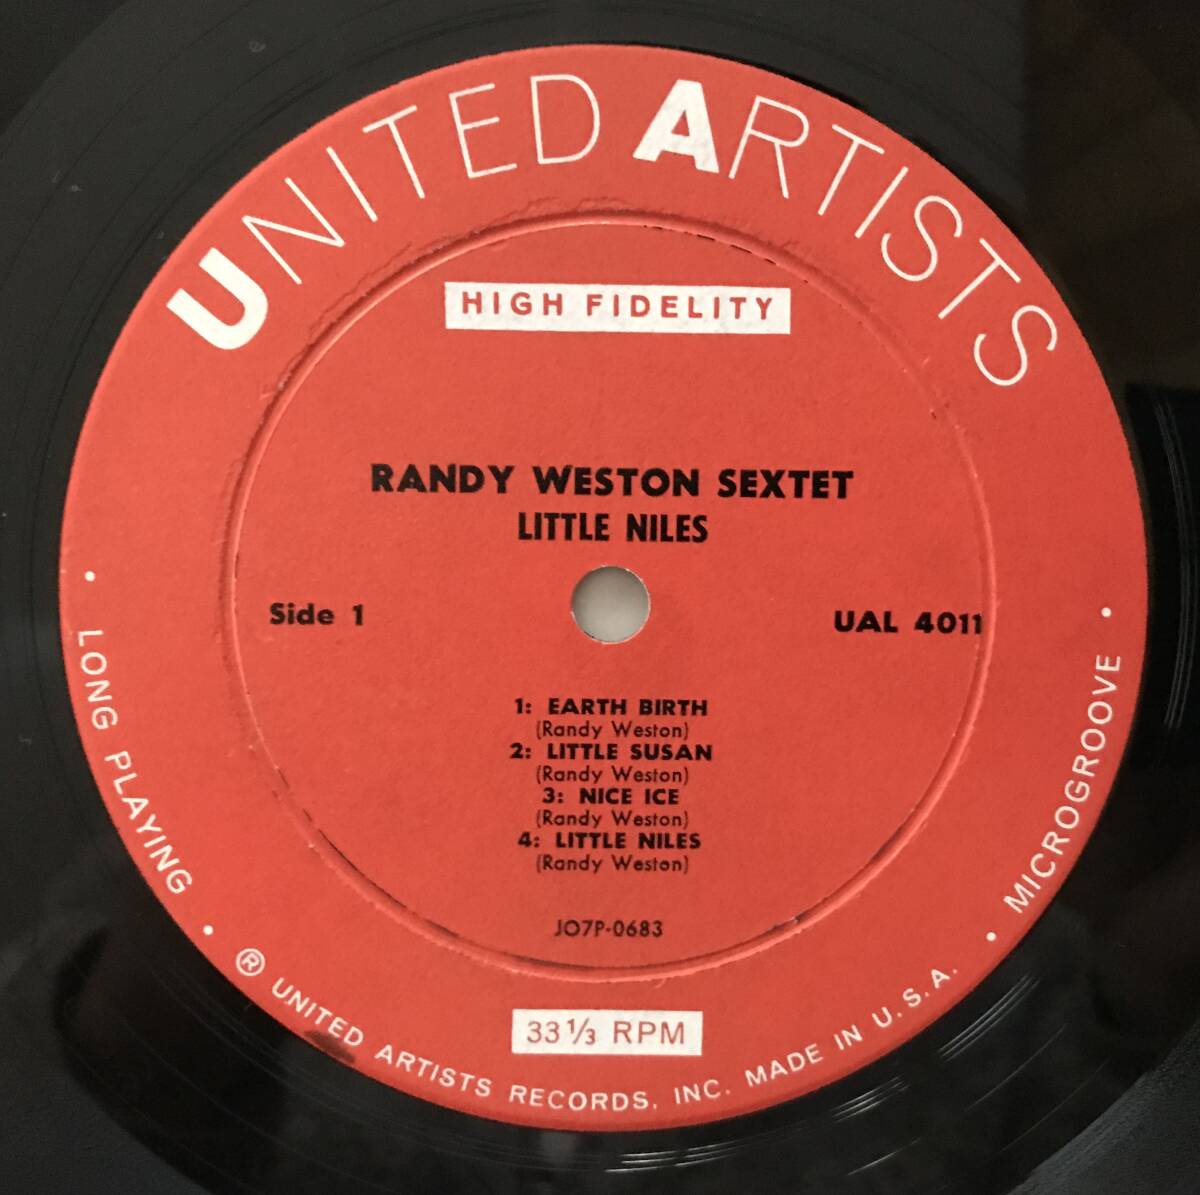 UNITED ARTISTS
HIGH FIDELITY
RANDY WESTON SEXTET
LITTLE NILES
Side 1
UAL 4011
1: EARTH BIRTH
(Randy Weston)
2: LITTLE SUSAN
(Randy Weston)
3: NICE ICE
(Randy Weston)
4: LITTLE NILES
(Randy Weston)
JO7P-0683
33 1/3 RPM
• LONG PLAYING • ® UNITED ARTISTS RECORDS, INC. MADE IN U.S.A. • MICROGROOVE •